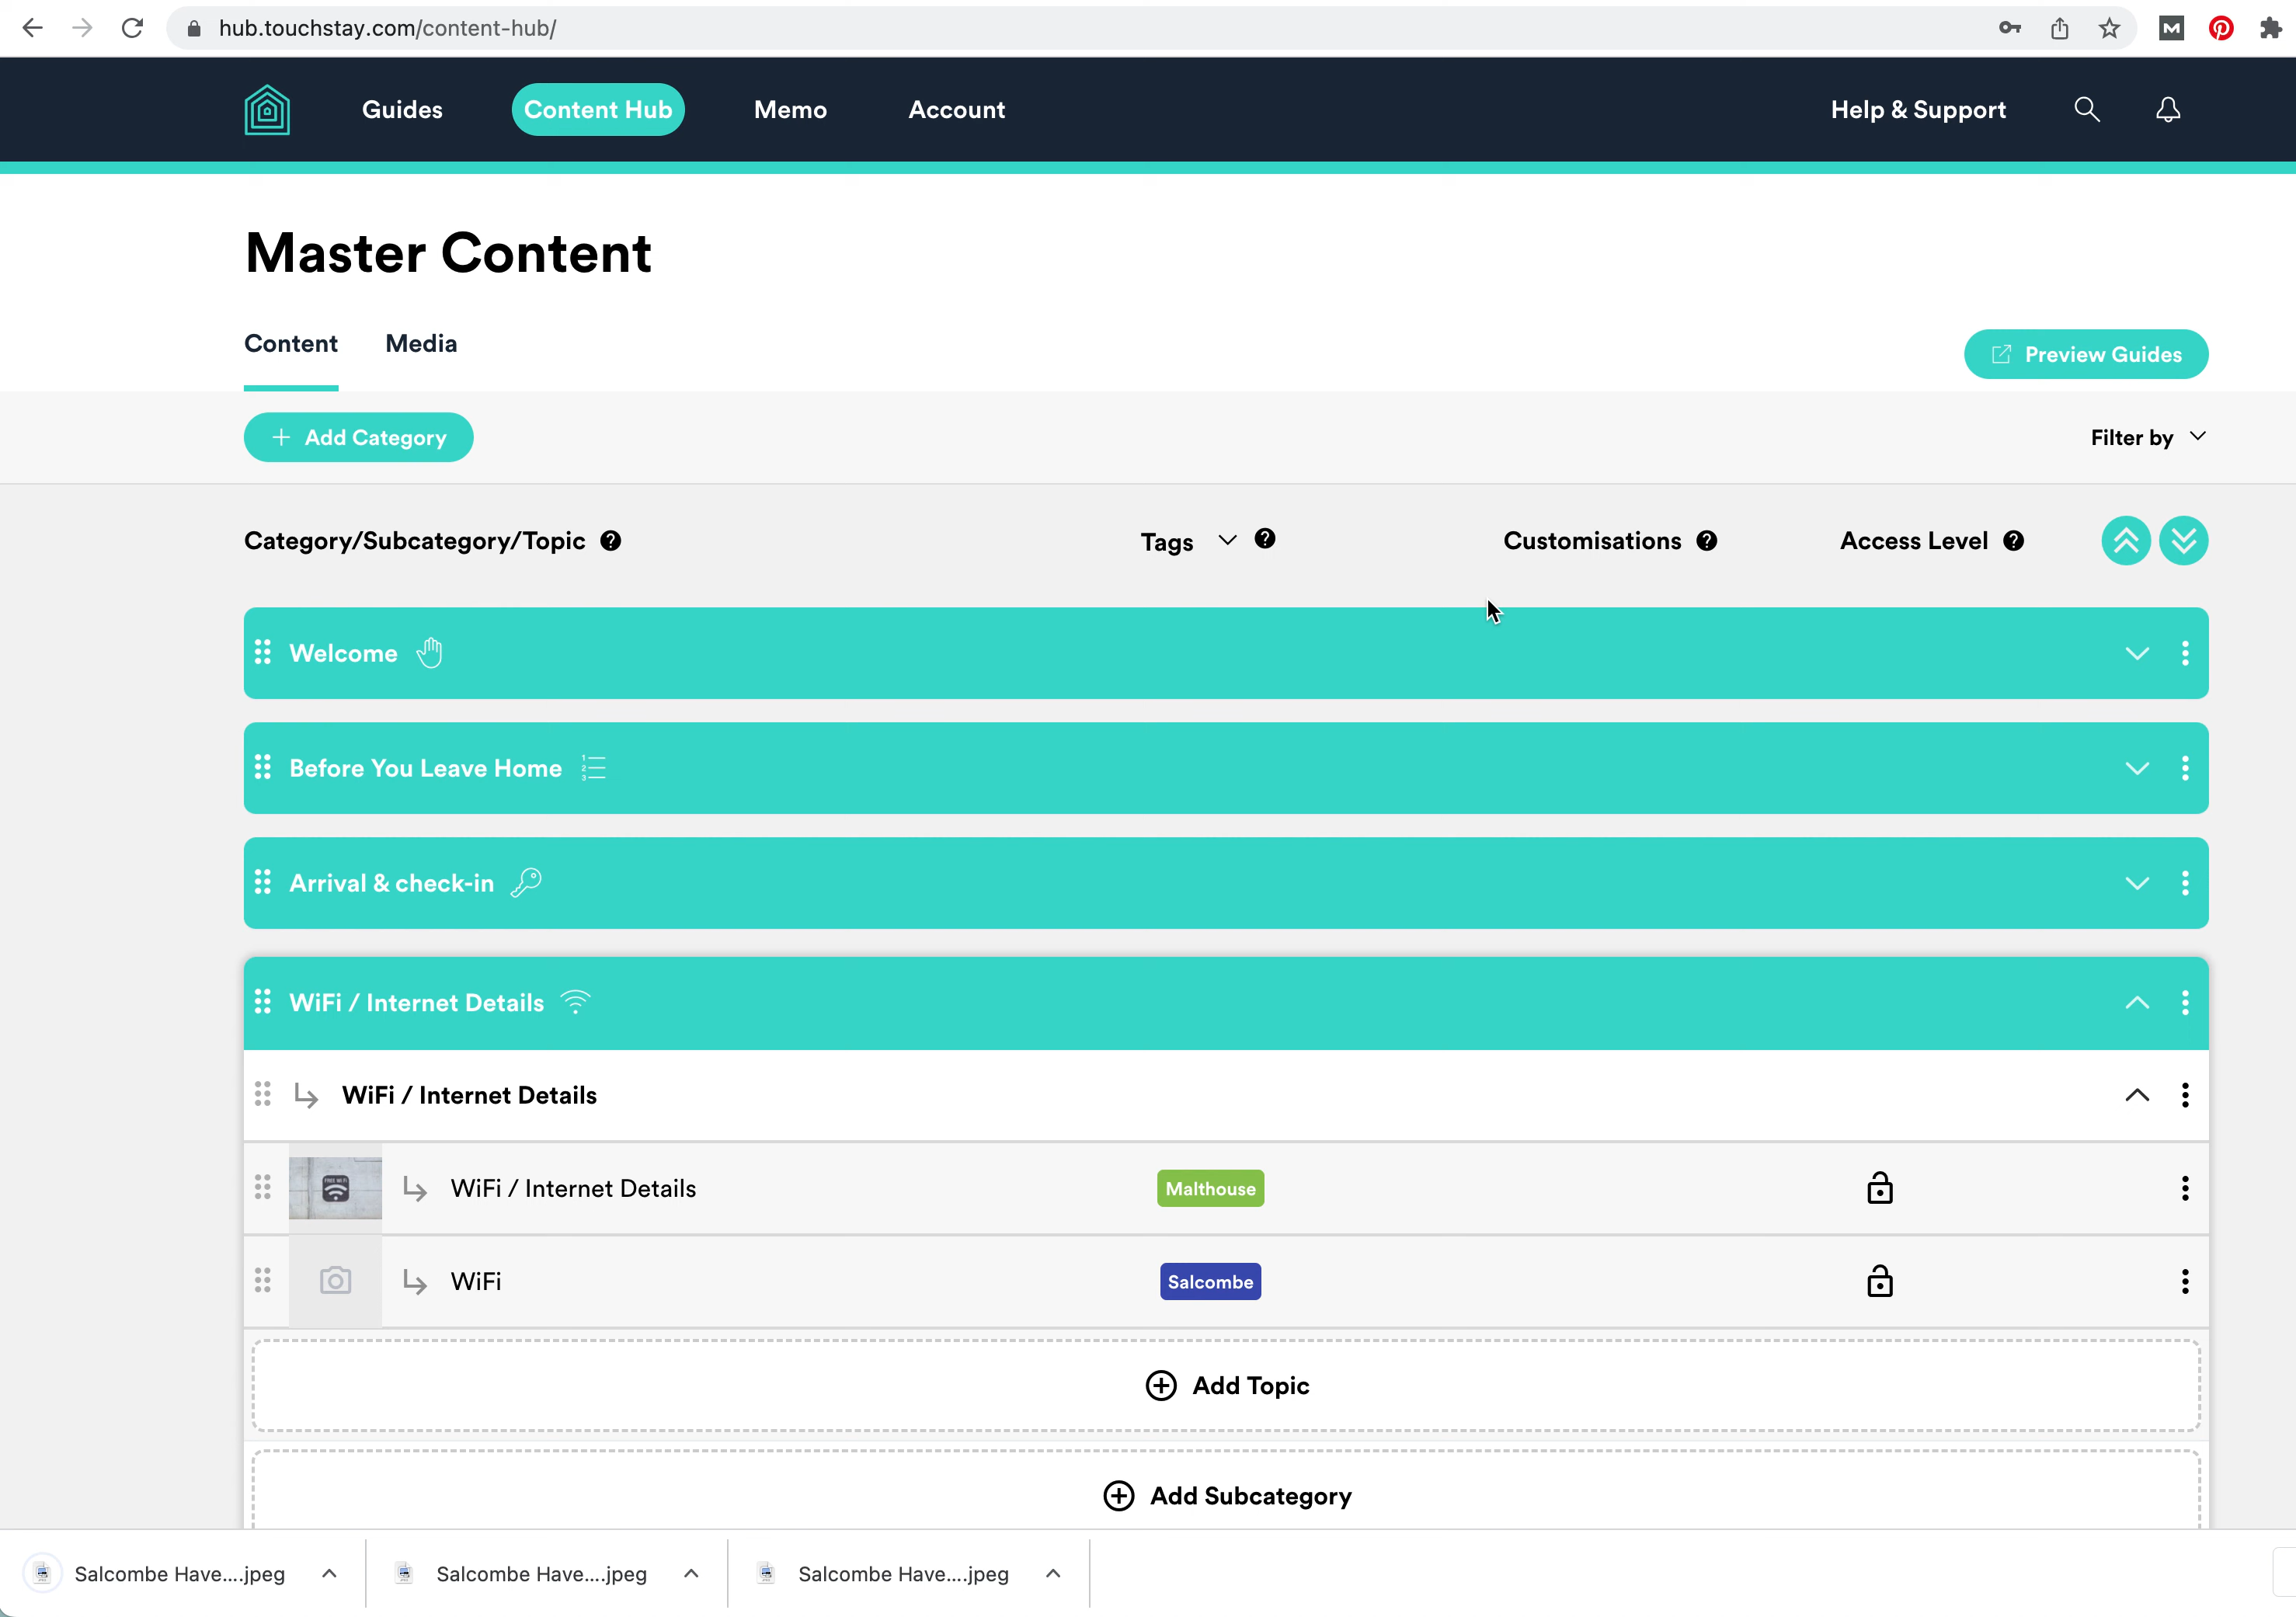 hub.touchstay.com/content-hub/
Guides Content Hub Memo Account Help & Support
Master Content
Content Media
Preview Guides
Add Category
Filter by
Category/Subcategory/Topic ? Tags ? Customisations ? Access Level ?
Welcome
Before You Leave Home
Arrival & check-in
WiFi / Internet Details
WiFi / Internet Details
WiFi / Internet Details Malthouse
WiFi Salcombe
Add Topic
Add Subcategory
Salcombe Have....jpeg Salcombe Have....jpeg Salcombe Have....jpeg